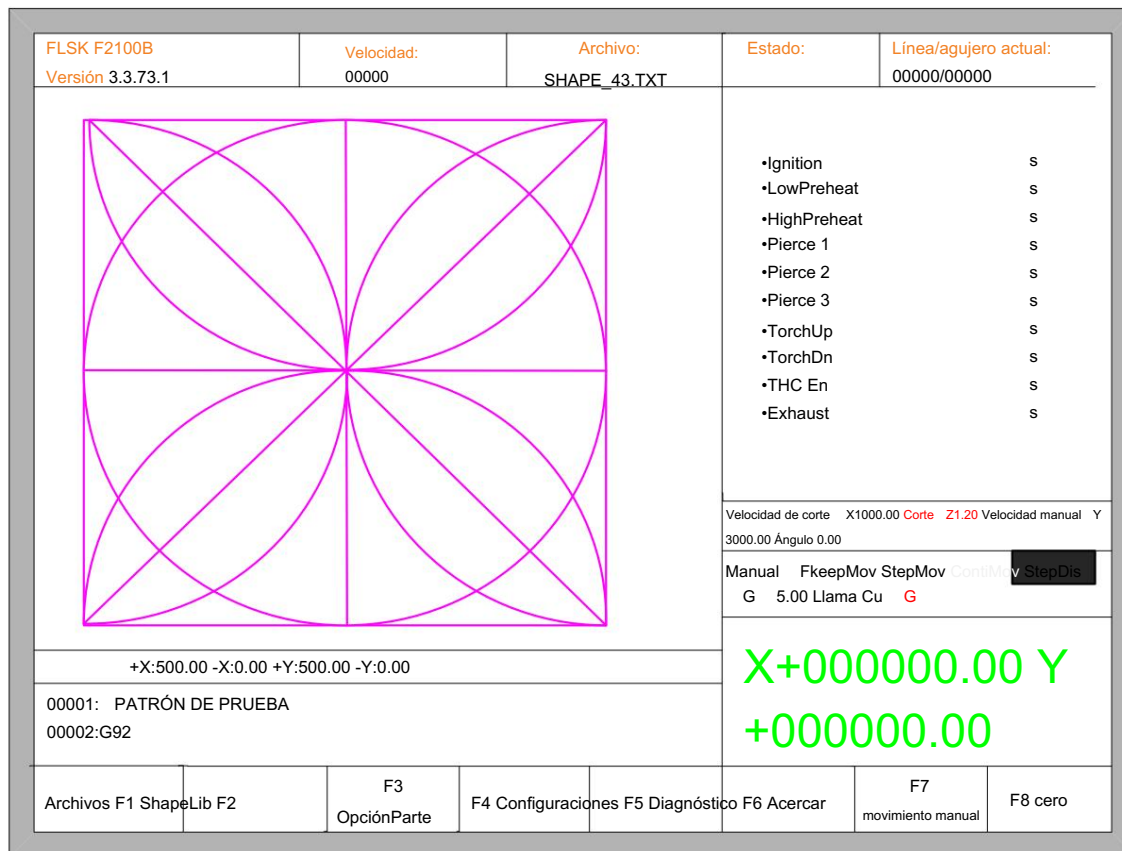 FLSK F2100B
Versión 3.3.73.1
Velocidad:
00000
Archivo:
SHAPE_43.TXT
Estado:
Línea/agujero actual:
00000/00000
•Ignition s
•LowPreheat s
•HighPreheat s
•Pierce 1 s
•Pierce 2 s
•Pierce 3 s
•TorchUp s
•TorchDn s
•THC En s
•Exhaust s
Velocidad de corte X1000.00 Corte Z1.20 Velocidad manual Y
3000.00 Ángulo 0.00
Manual FkeepMov StepMov ContiMov StepDis
G 5.00 Llama Cu G
+X:500.00 -X:0.00 +Y:500.00 -Y:0.00
00001: PATRÓN DE PRUEBA
00002:G92
X+000000.00 Y
+000000.00
Archivos F1 ShapeLib F2
F3
OpciónParte
F4 Configuraciones F5 Diagnóstico F6 Acercar
F7
movimiento manual
F8 cero